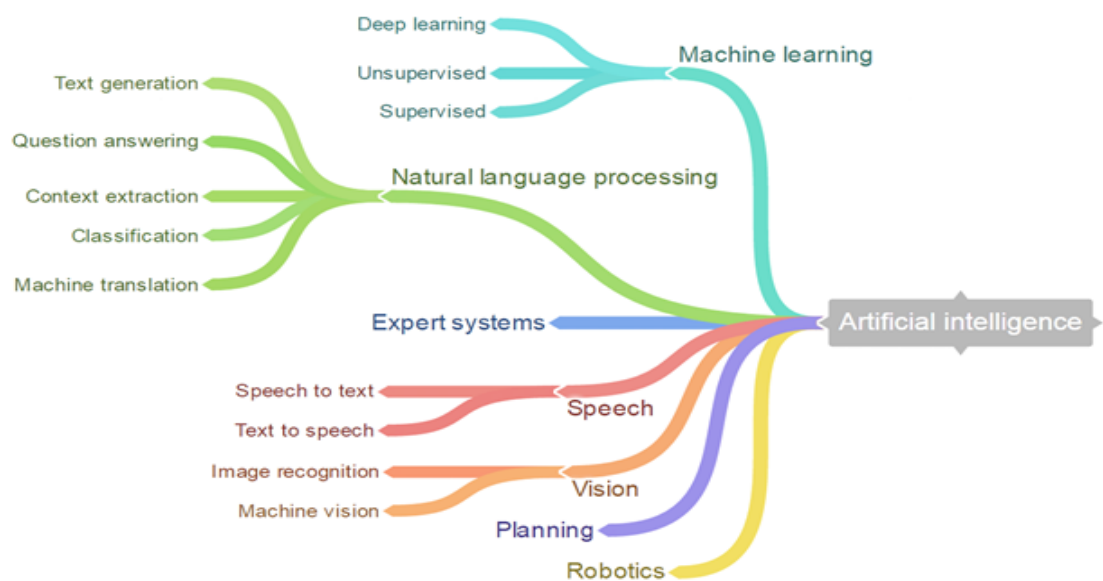 Deep learning
Machine learning
Unsupervised
Supervised
Text generation
Question answering
Natural language processing
Context extraction
Classification
Machine translation
Expert systems
Artificial intelligence
Speech to text
Speech
Text to speech
Image recognition
Vision
Machine vision
Planning
Robotics